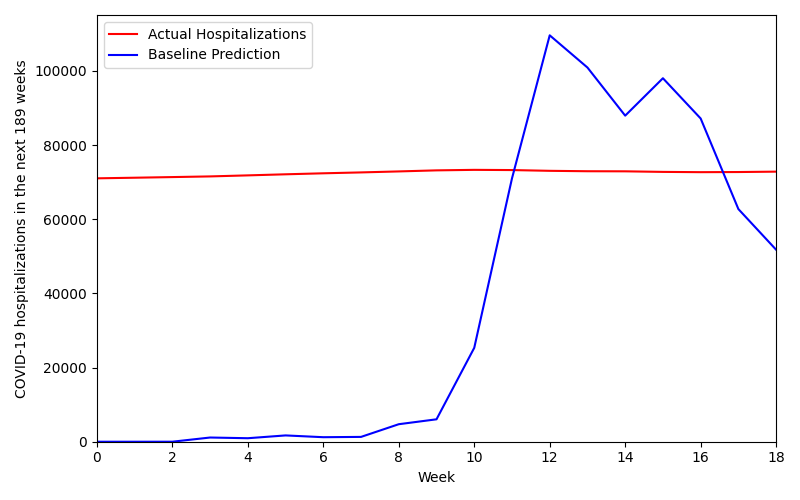 Actual Hospitalizations
Baseline Prediction
COVID-19 hospitalizations in the next 189 weeks
100000
80000
60000
40000
20000
0
0 2 4 6 8 10 12 14 16 18
Week